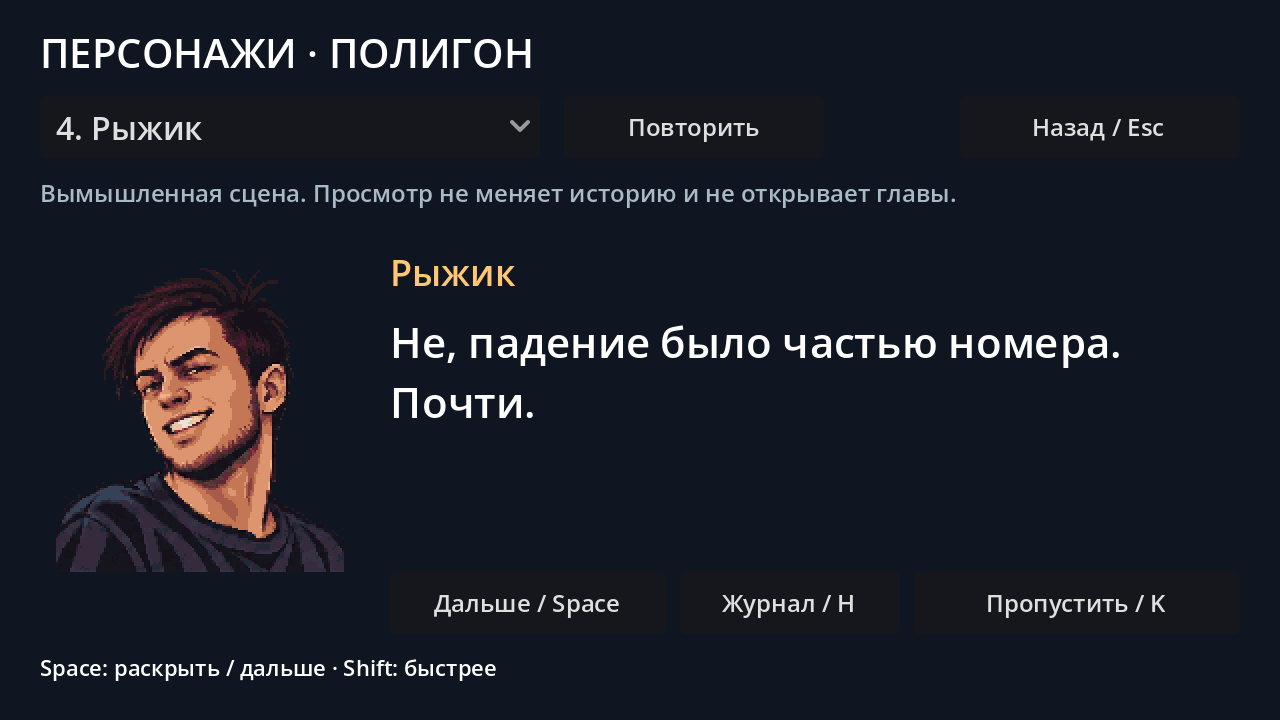 ПЕРСОНАЖИ · ПОЛИГОН
4. Рыжик
Повторить
Назад / Esc
Вымышленная сцена. Просмотр не меняет историю и не открывает главы.
Рыжик
Не, падение было частью номера.
Почти.
Дальше / Space
Журнал / H
Пропустить / K
Space: раскрыть / дальше · Shift: быстрее